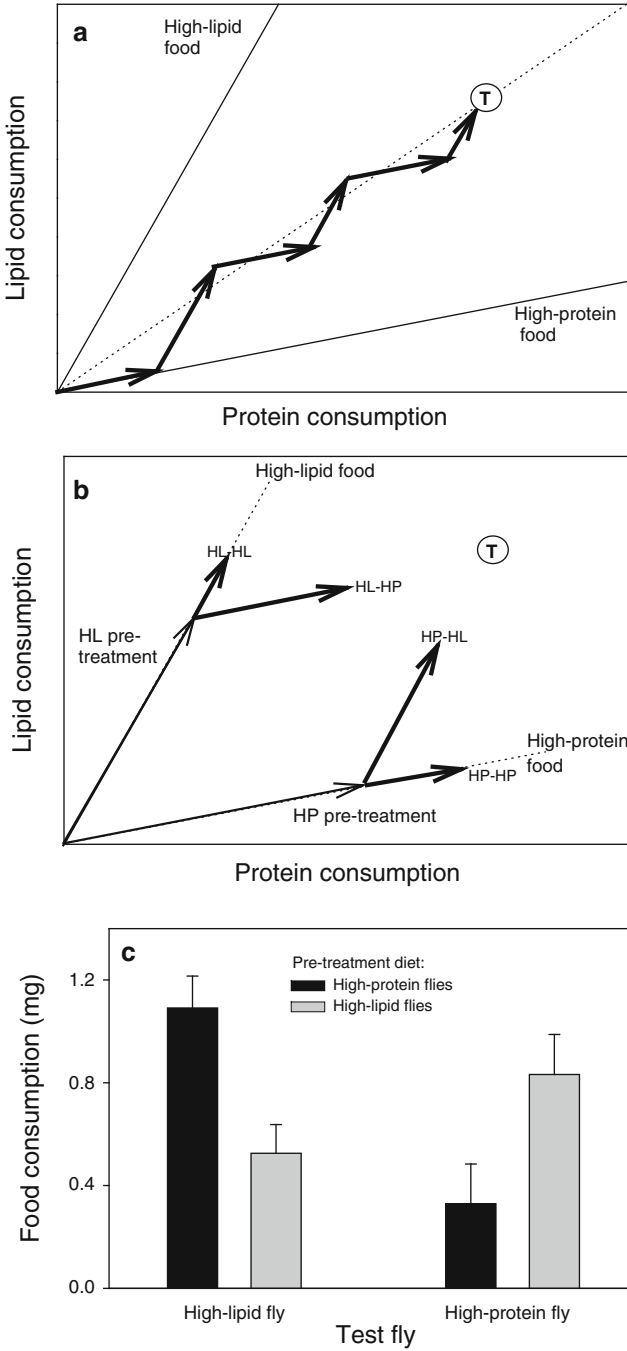 a
High-lipid
food
T
High-protein
food
Lipid consumption
Protein consumption
b
High-lipid food
T
HL-HL
HL-HP
HL pre-
treatment
HP-HL
High-protein
food
HP-HP
HP pre-treatment
Lipid consumption
Protein consumption
c
Pre-treatment diet:
High-protein flies
High-lipid flies
1.2
0.8
0.4
0.0
Food consumption (mg)
High-lipid fly
High-protein fly
Test fly